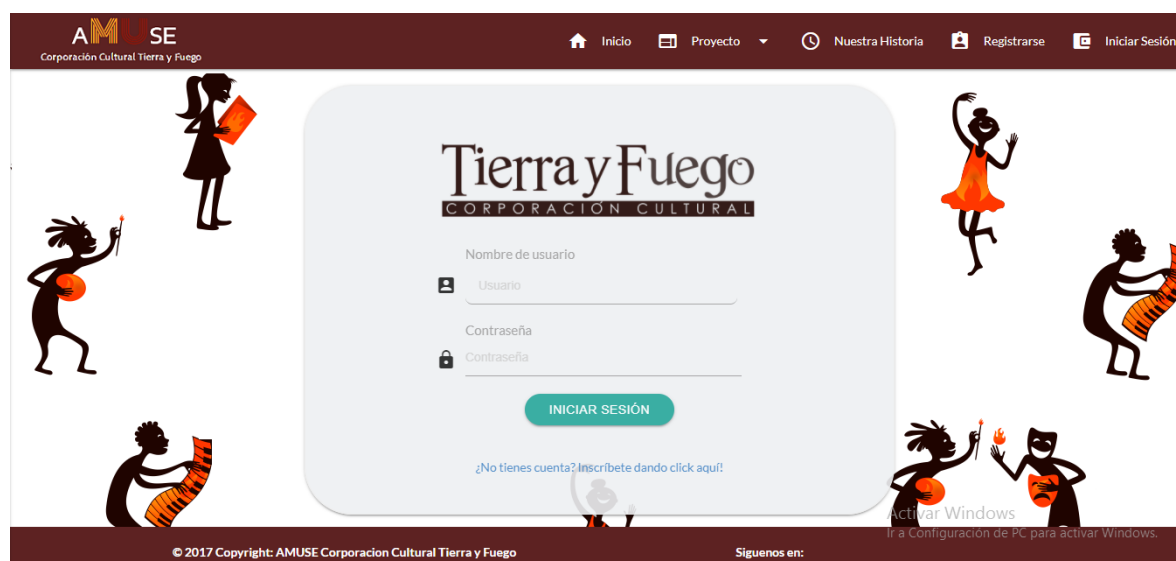 AMUSE
Corporación Cultural Tierra y Fuego
Inicio
Proyecto
Nuestra Historia
Registrarse
Iniciar Sesión
Tierra y Fuego
CORPORACIÓN CULTURAL
Nombre de usuario
Usuario
Contraseña
Contraseña
INICIAR SESIÓN
¿No tienes cuenta? Inscríbete dando click aquí!
Activar Windows
Ir a Configuración de PC para activar Windows.
© 2017 Copyright: AMUSE Corporacion Cultural Tierra y Fuego
Siguenos en: